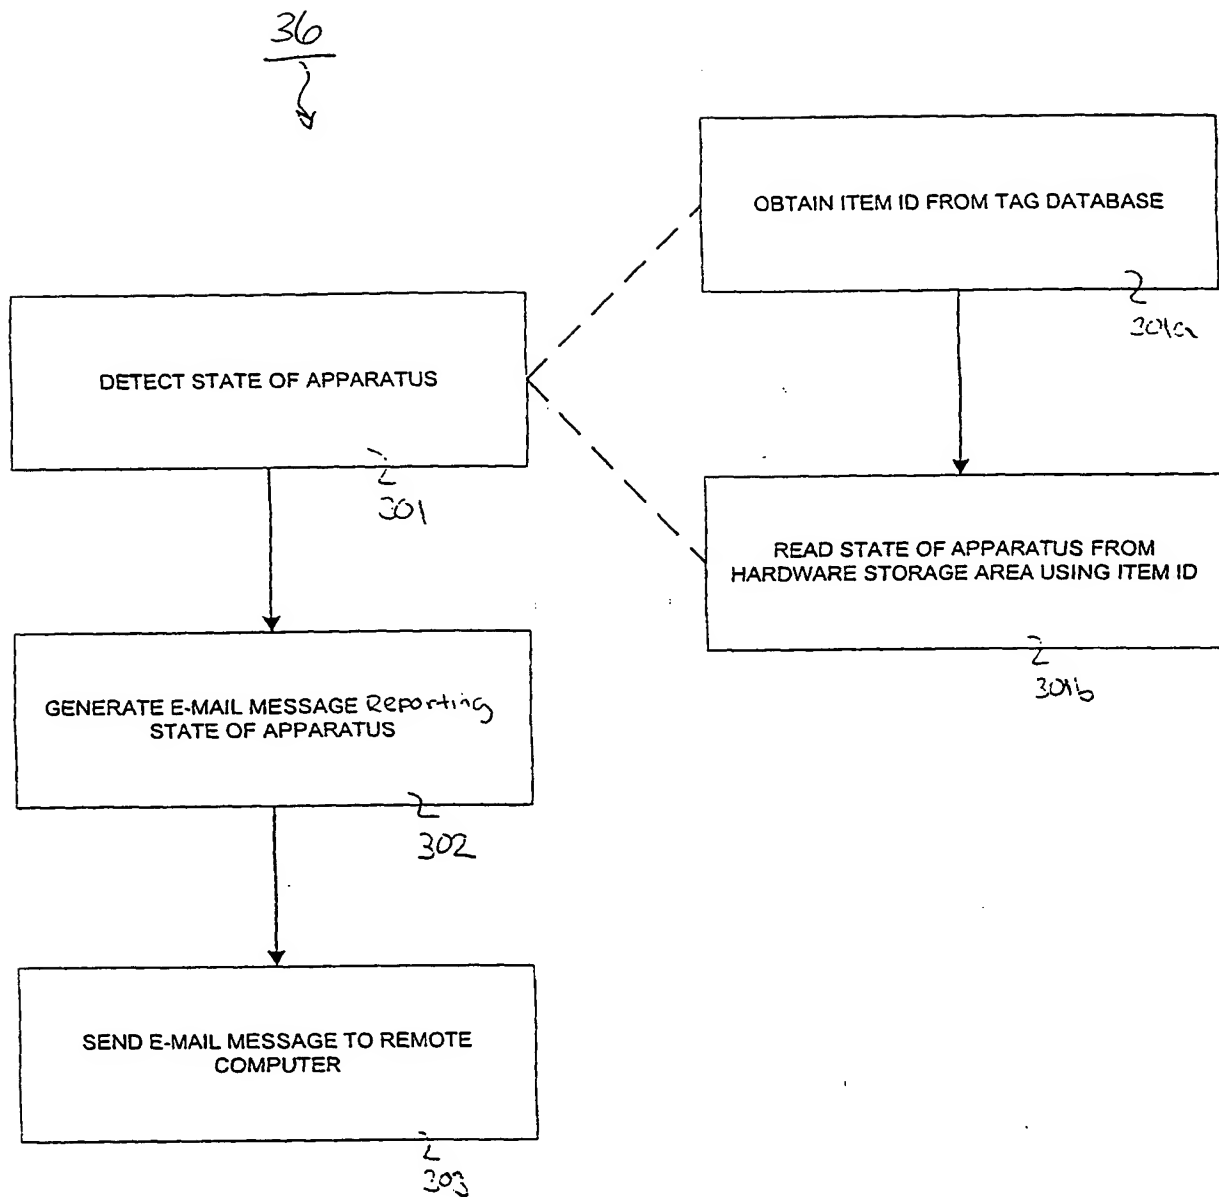 36
OBTAIN ITEM ID FROM TAG DATABASE
301a
DETECT STATE OF APPARATUS
301
READ STATE OF APPARATUS FROM
HARDWARE STORAGE AREA USING ITEM ID
301b
GENERATE E-MAIL MESSAGE Reporting
STATE OF APPARATUS
302
SEND E-MAIL MESSAGE TO REMOTE
COMPUTER
303